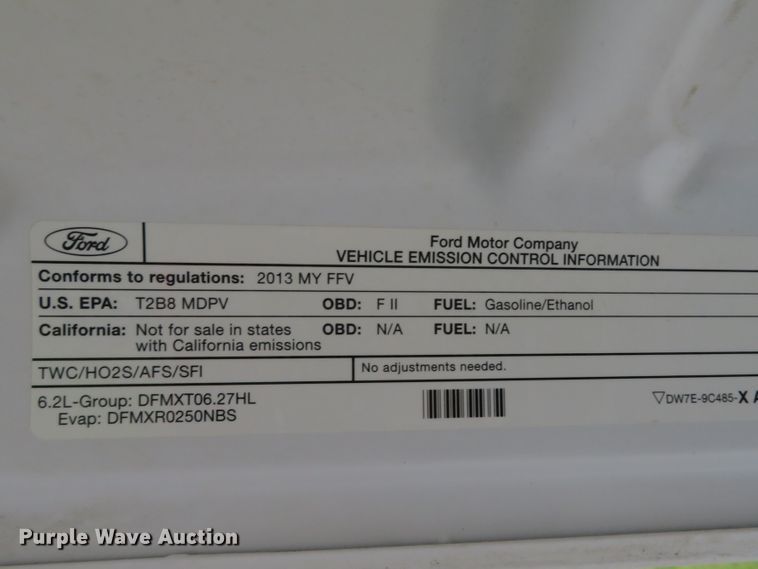 Ford
Ford Motor Company
VEHICLE EMISSION CONTROL INFORMATION
Conforms to regulations: 2013 MY FFV
U.S. EPA: T2B8 MDPV OBD: F II FUEL: Gasoline/Ethanol
California: Not for sale in states with California emissions OBD: N/A FUEL: N/A
TWC/HO2S/AFS/SFI
No adjustments needed.
6.2L-Group: DFMXT06.27HL
Evap: DFMXR0250NBS
▽DW7E-9C485-X A
Purple Wave Auction